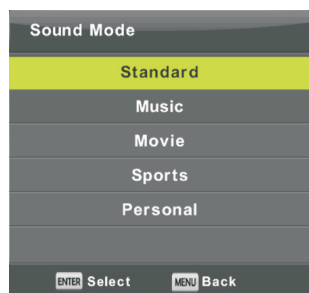 Sound Mode
Standard
Music
Movie
Sports
Personal
ENTER Select MENU Back